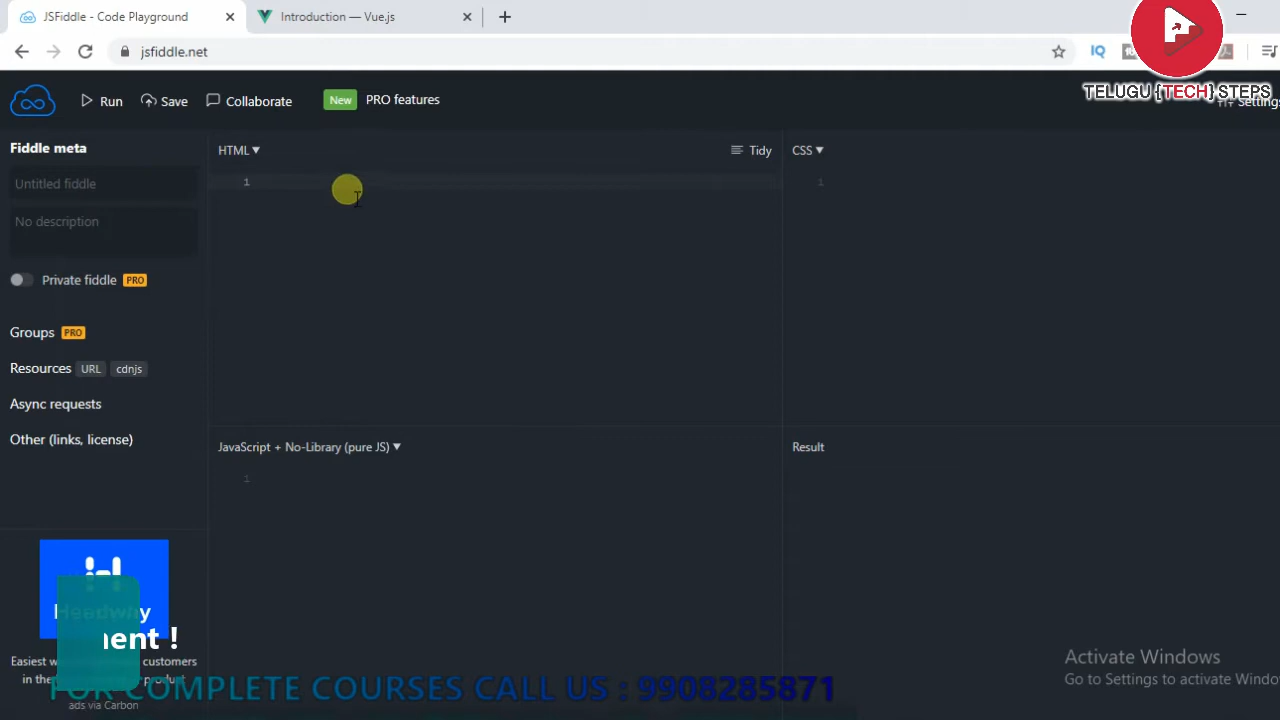 JSFiddle - Code Playground
Introduction — Vue.js
jsfiddle.net
IQ
TELUGU {TECH} STEPS
Run
Save
Collaborate
New
PRO features
Settings
Fiddle meta
Untitled fiddle
No description
Private fiddle PRO
Groups PRO
Resources URL cdnjs
Async requests
Other (links, license)
HTML
Tidy
1
CSS
1
JavaScript + No-Library (pure JS)
1
Result
Headway
ment !
Easiest customers
in the
ads via Carbon
FOR COMPLETE COURSES CALL US : 9908285871
Activate Windows
Go to Settings to activate Windo